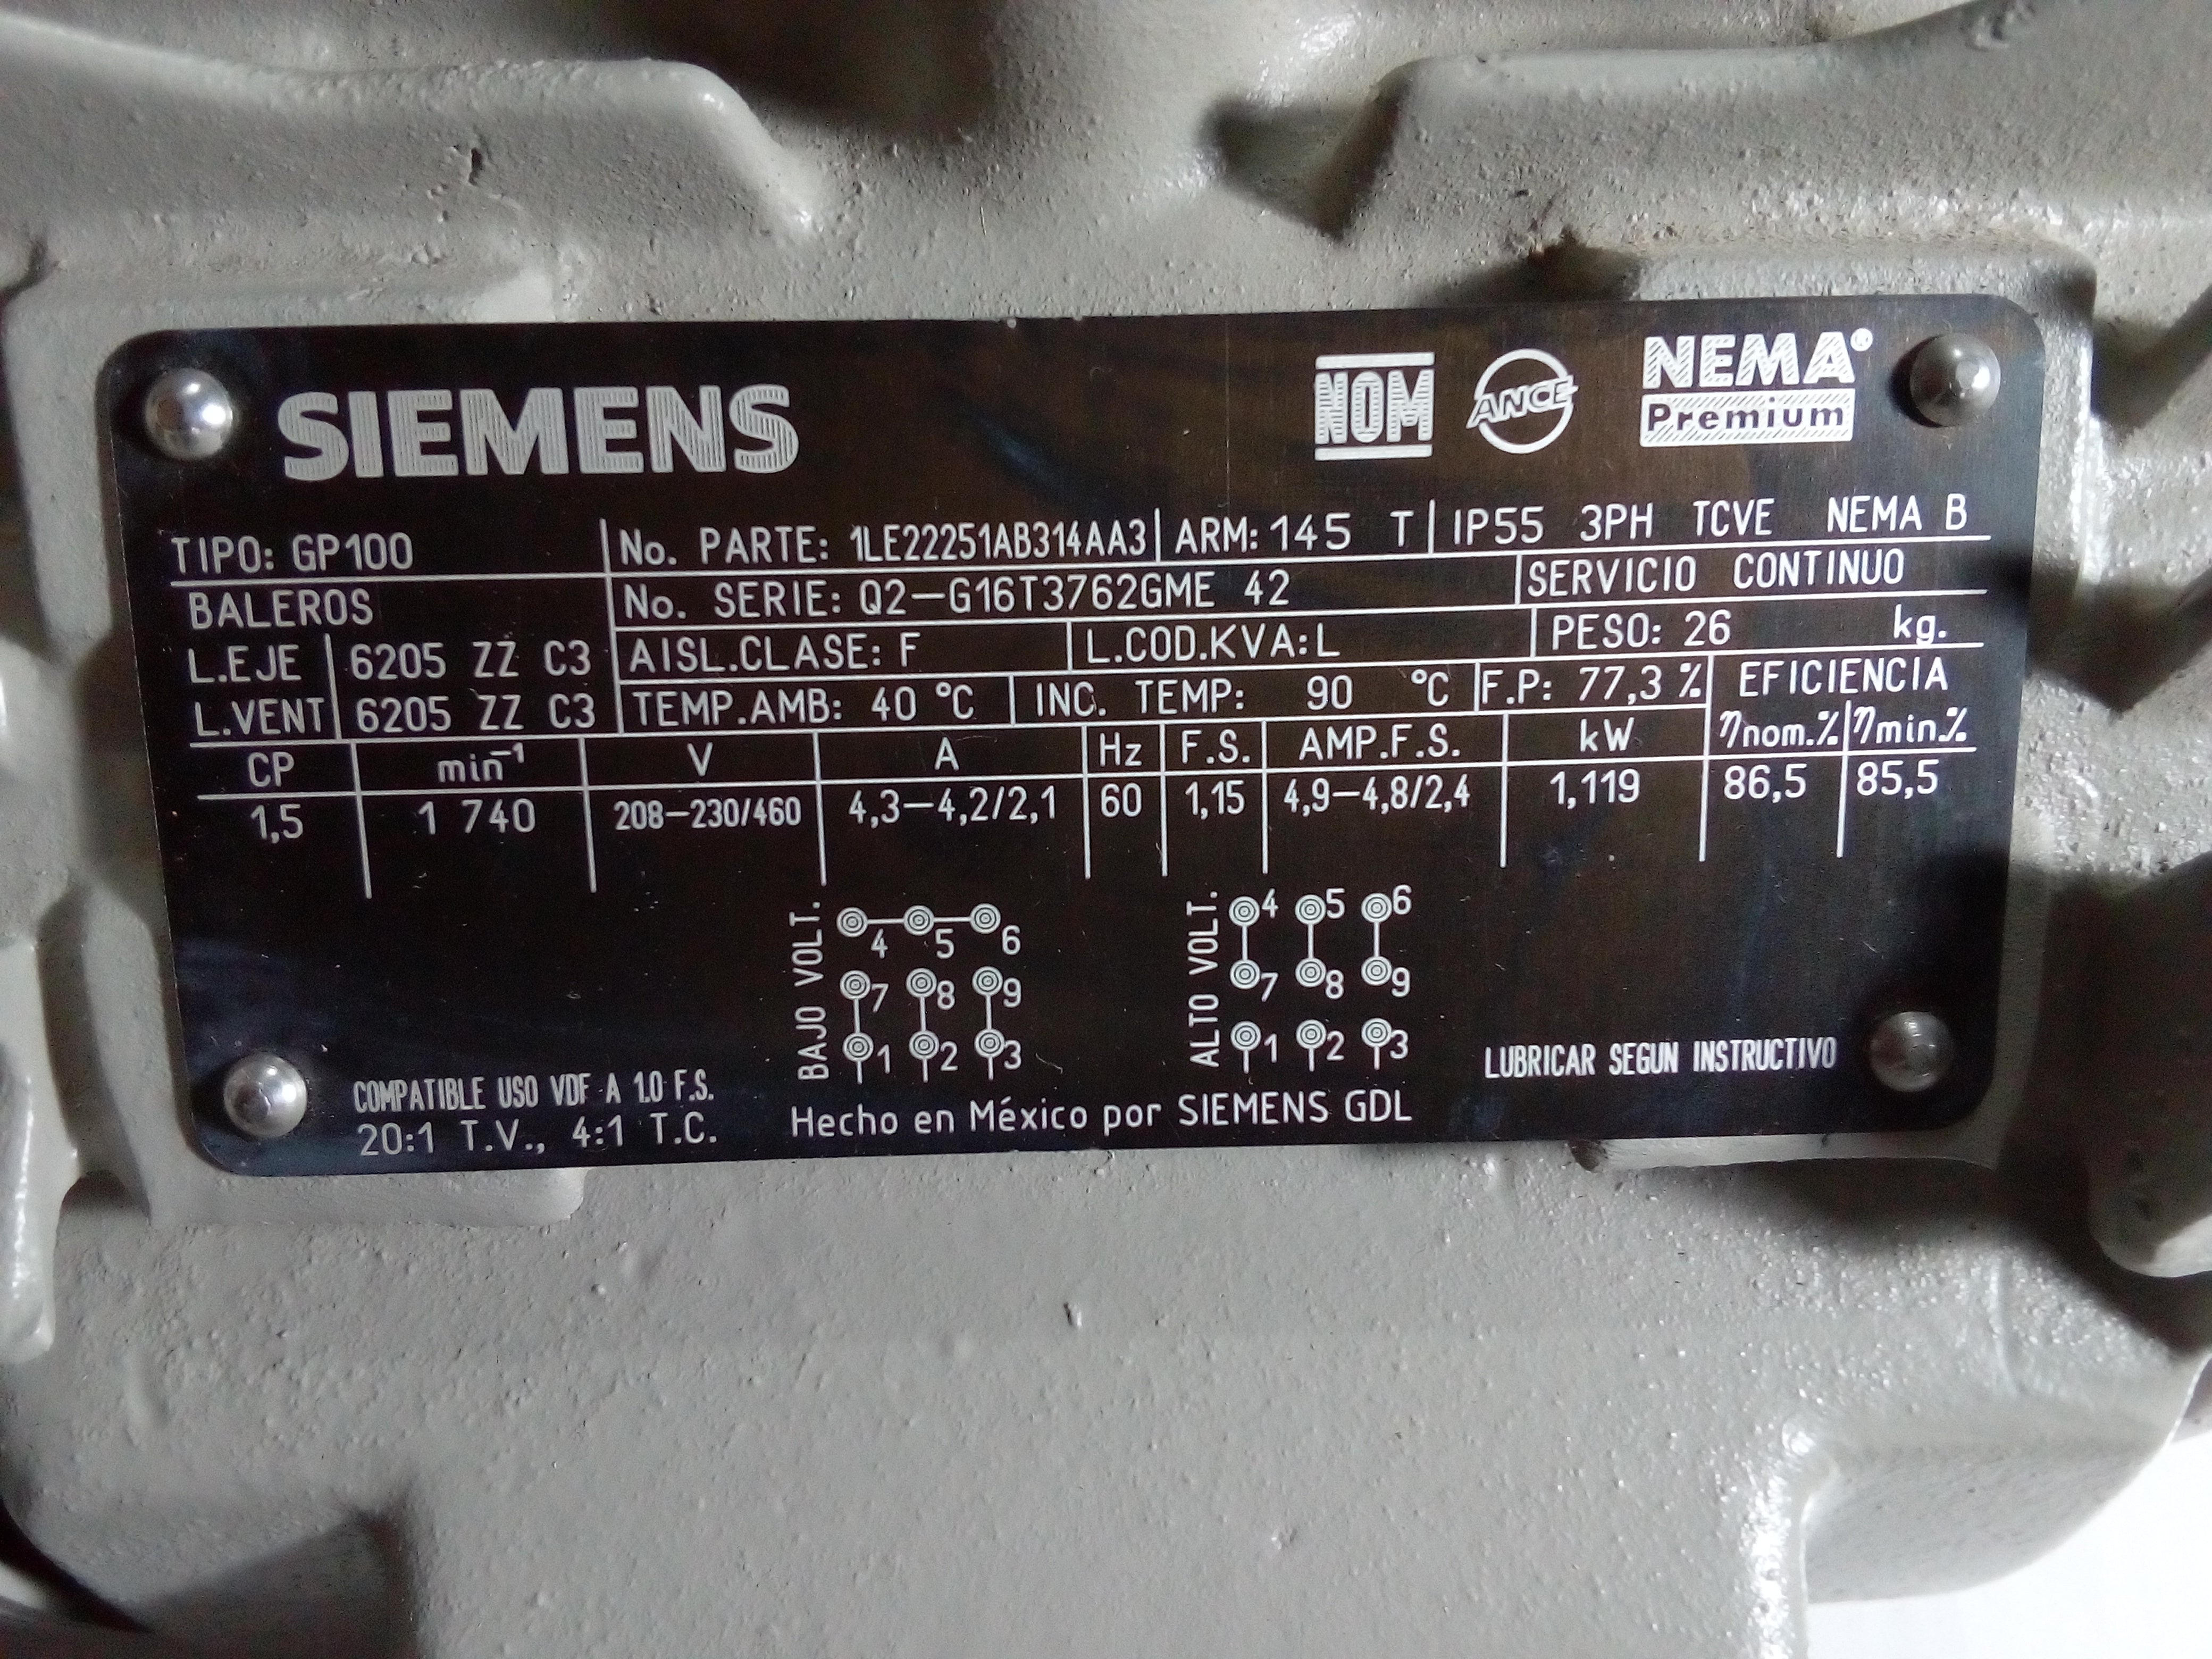 SIEMENS
NOM ANCE NEMA® Premium
TIPO: GP100 No. PARTE: 1LE22251AB314AA3 ARM: 145 T IP55 3PH TCVE NEMA B
BALEROS No. SERIE: Q2-G16T3762GME 42 SERVICIO CONTINUO
L.EJE 6205 ZZ C3 AISL.CLASE: F L.COD.KVA:L PESO: 26 kg.
L.VENT 6205 ZZ C3 TEMP.AMB: 40 °C INC. TEMP: 90 °C F.P: 77,3 % EFICIENCIA
CP min⁻¹ V A Hz F.S. AMP.F.S. kW ηnom.% ηmin.%
1,5 1 740 208-230/460 4,3-4,2/2,1 60 1,15 4,9-4,8/2,4 1,119 86,5 85,5
BAJO VOLT.
4 5 6
7 8 9
1 2 3
ALTO VOLT.
4 5 6
7 8 9
1 2 3
LUBRICAR SEGUN INSTRUCTIVO
COMPATIBLE USO VDF A 1.0 F.S.
20:1 T.V., 4:1 T.C.
Hecho en México por SIEMENS GDL